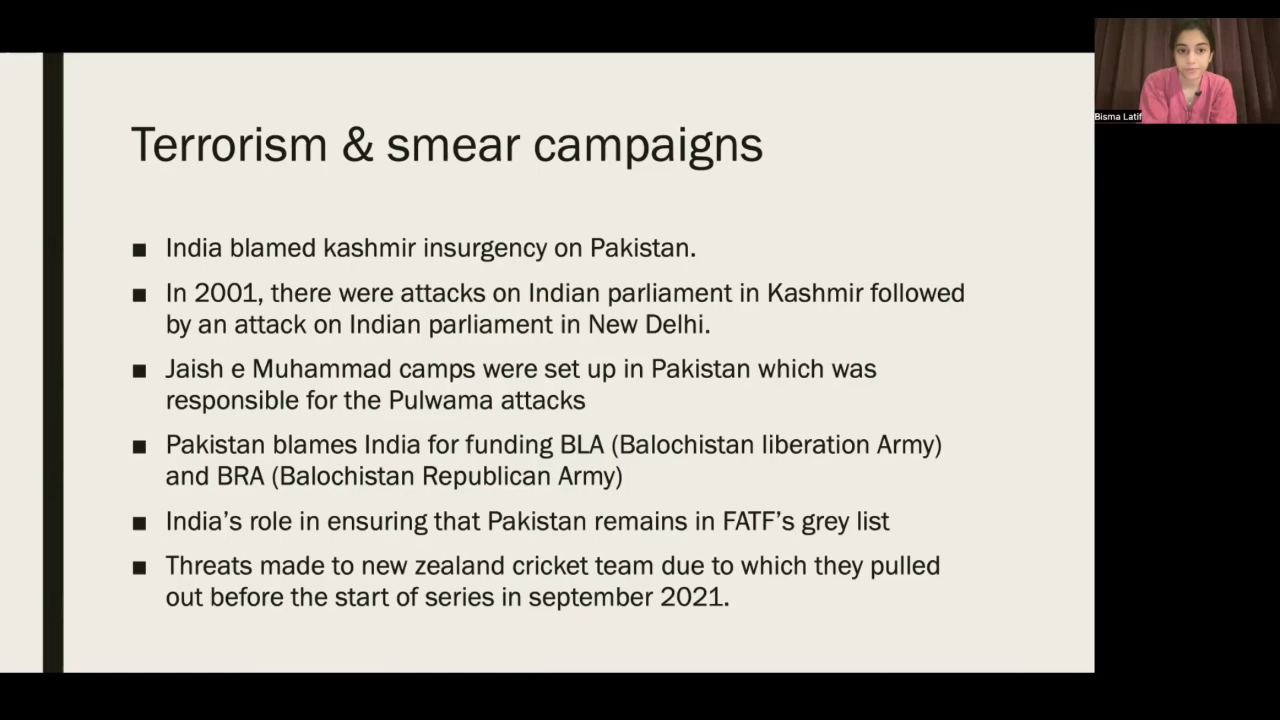 Terrorism & smear campaigns
■ India blamed kashmir insurgency on Pakistan.
■ In 2001, there were attacks on Indian parliament in Kashmir followed
by an attack on Indian parliament in New Delhi.
■ Jaish e Muhammad camps were set up in Pakistan which was
responsible for the Pulwama attacks
■ Pakistan blames India for funding BLA (Balochistan liberation Army)
and BRA (Balochistan Republican Army)
■ India’s role in ensuring that Pakistan remains in FATF’s grey list
■ Threats made to new zealand cricket team due to which they pulled
out before the start of series in september 2021.
Bisma Latif